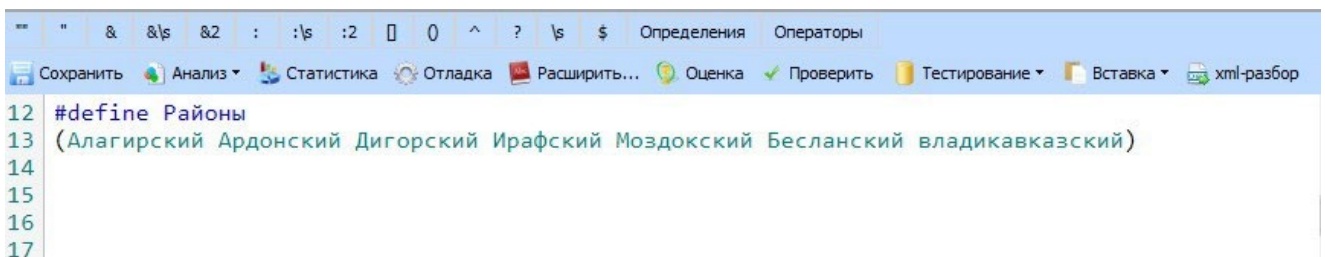 "" " & &\s &2 : :\s :2 [] () ^ ? \s $ Определения Операторы
Сохранить Анализ Статистика Отладка Расширить... Оценка Проверить Тестирование Вставка xml-разбор
12 #define Районы
13 (Алагирский Ардонский Дигорский Ирафский Моздокский Бесланский владикавказский)
14
15
16
17